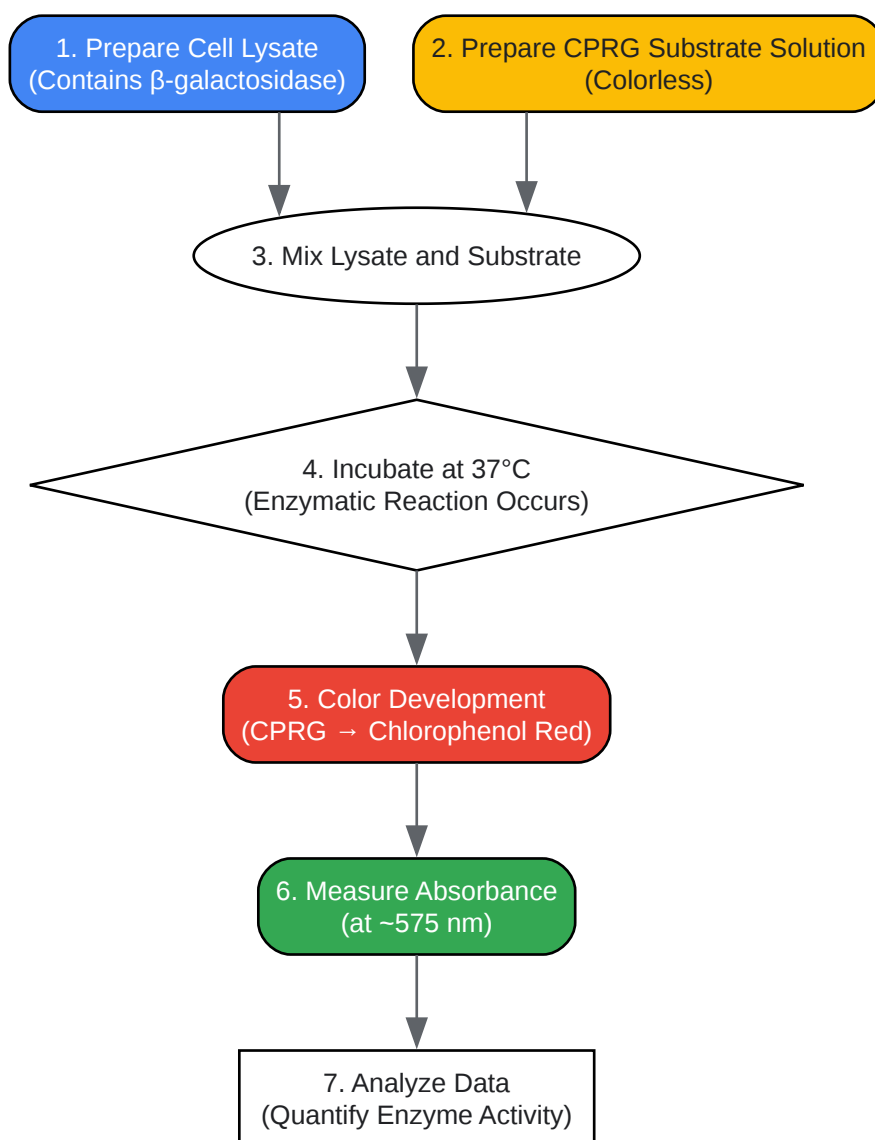 1. Prepare Cell Lysate
(Contains β-galactosidase)
2. Prepare CPRG Substrate Solution
(Colorless)
3. Mix Lysate and Substrate
4. Incubate at 37°C
(Enzymatic Reaction Occurs)
5. Color Development
(CPRG → Chlorophenol Red)
6. Measure Absorbance
(at ~575 nm)
7. Analyze Data
(Quantify Enzyme Activity)